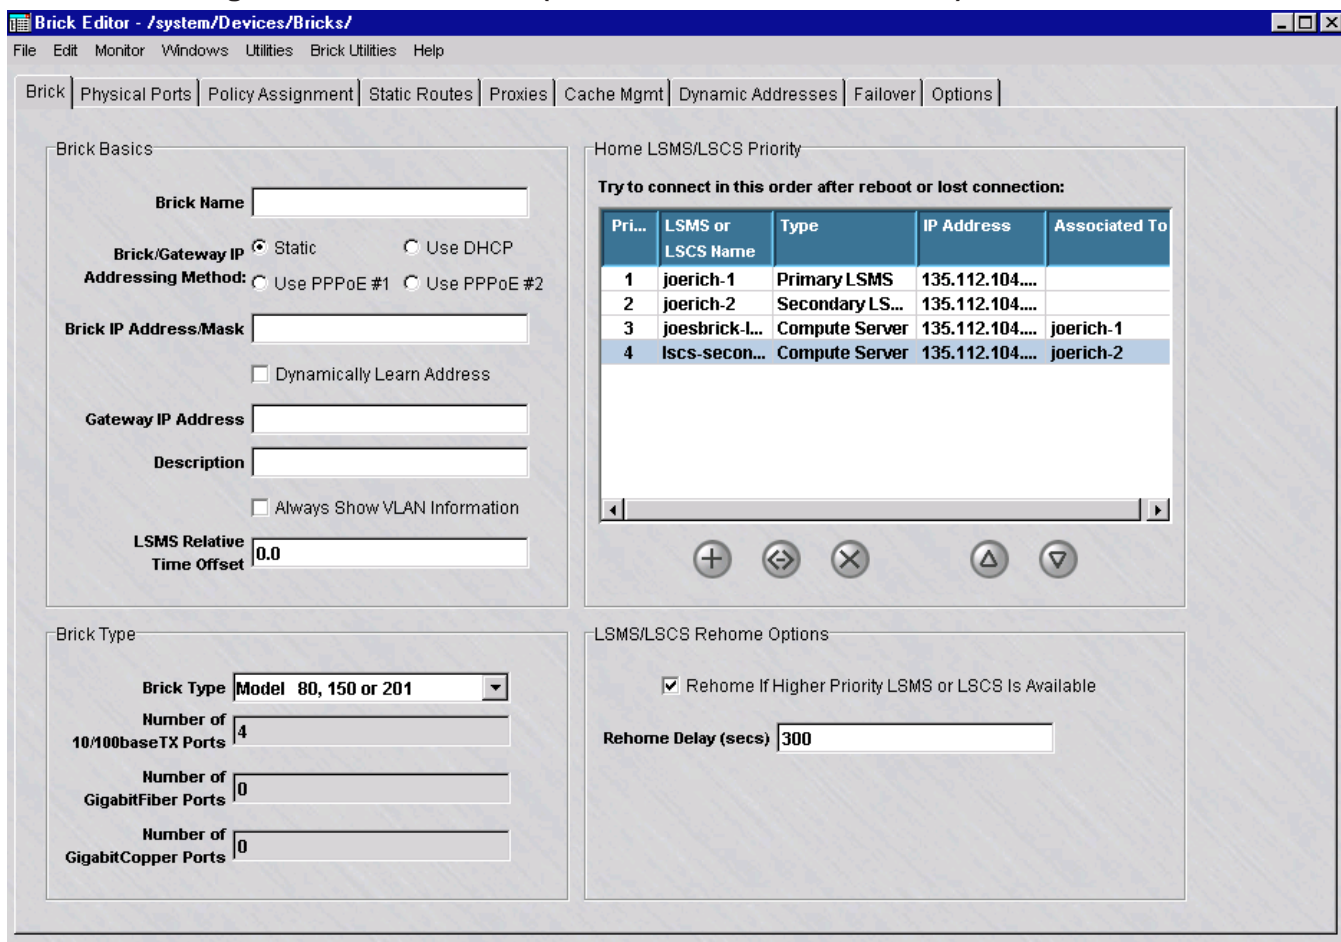 Brick Editor - /system/Devices/Bricks/
File Edit Monitor Windows Utilities Brick Utilities Help
Brick Physical Ports Policy Assignment Static Routes Proxies Cache Mgmt Dynamic Addresses Failover Options
Brick Basics
Brick Name
Brick/Gateway IP
Addressing Method:
Static Use DHCP
Use PPPoE #1 Use PPPoE #2
Brick IP Address/Mask
Dynamically Learn Address
Gateway IP Address
Description
Always Show VLAN Information
LSMS Relative
Time Offset
0.0
Home LSMS/LSCS Priority
Try to connect in this order after reboot or lost connection:
Pri... LSMS or LSCS Name Type IP Address Associated To
1 joerich-1 Primary LSMS 135.112.104....
2 joerich-2 Secondary LS... 135.112.104....
3 joesbrick-l... Compute Server 135.112.104.... joerich-1
4 lscs-secon... Compute Server 135.112.104.... joerich-2
Brick Type
Brick Type Model 80, 150 or 201
Number of
10/100baseTX Ports
4
Number of
GigabitFiber Ports
0
Number of
GigabitCopper Ports
0
LSMS/LSCS Rehome Options
Rehome If Higher Priority LSMS or LSCS Is Available
Rehome Delay (secs) 300